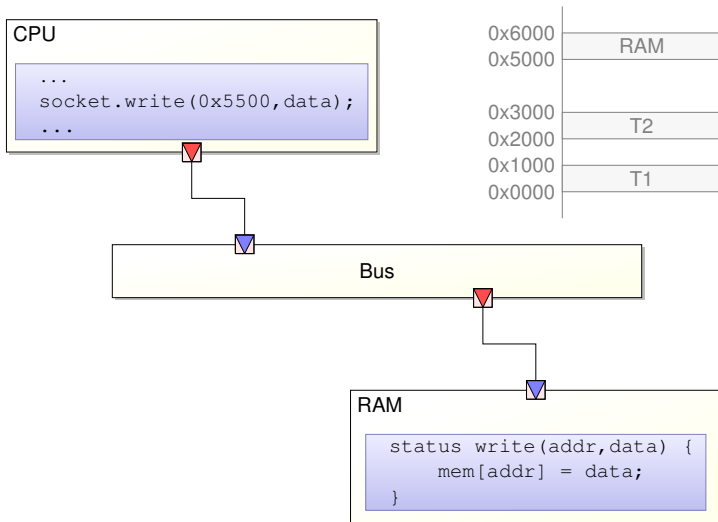 CPU
...
socket.write(0x5500,data);
...
0x6000
RAM
0x5000
0x3000
T2
0x2000
0x1000
T1
0x0000
Bus
RAM
status write(addr,data) {
mem[addr] = data;
}